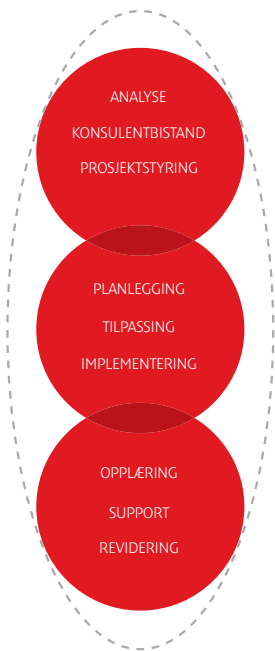 ANALYSE
KONSULENTBISTAND
PROSJEKTSTYRING
PLANLEGGING
TILPASSING
IMPLEMENTERING
OPPLÆRING
SUPPORT
REVIDERING